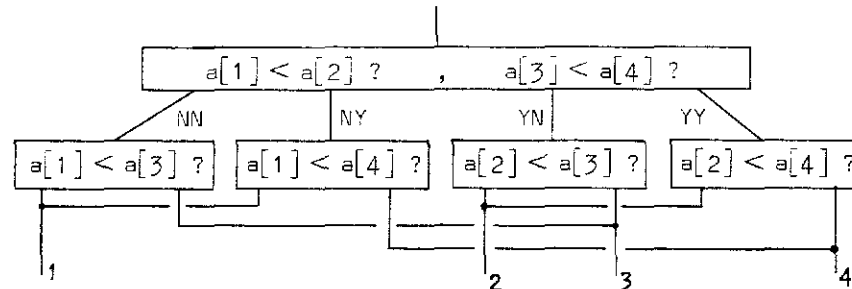 a[1] < a[2] ? , a[3] < a[4] ?
NN NY YN YY
a[1] < a[3] ? a[1] < a[4] ? a[2] < a[3] ? a[2] < a[4] ?
1 2 3 4